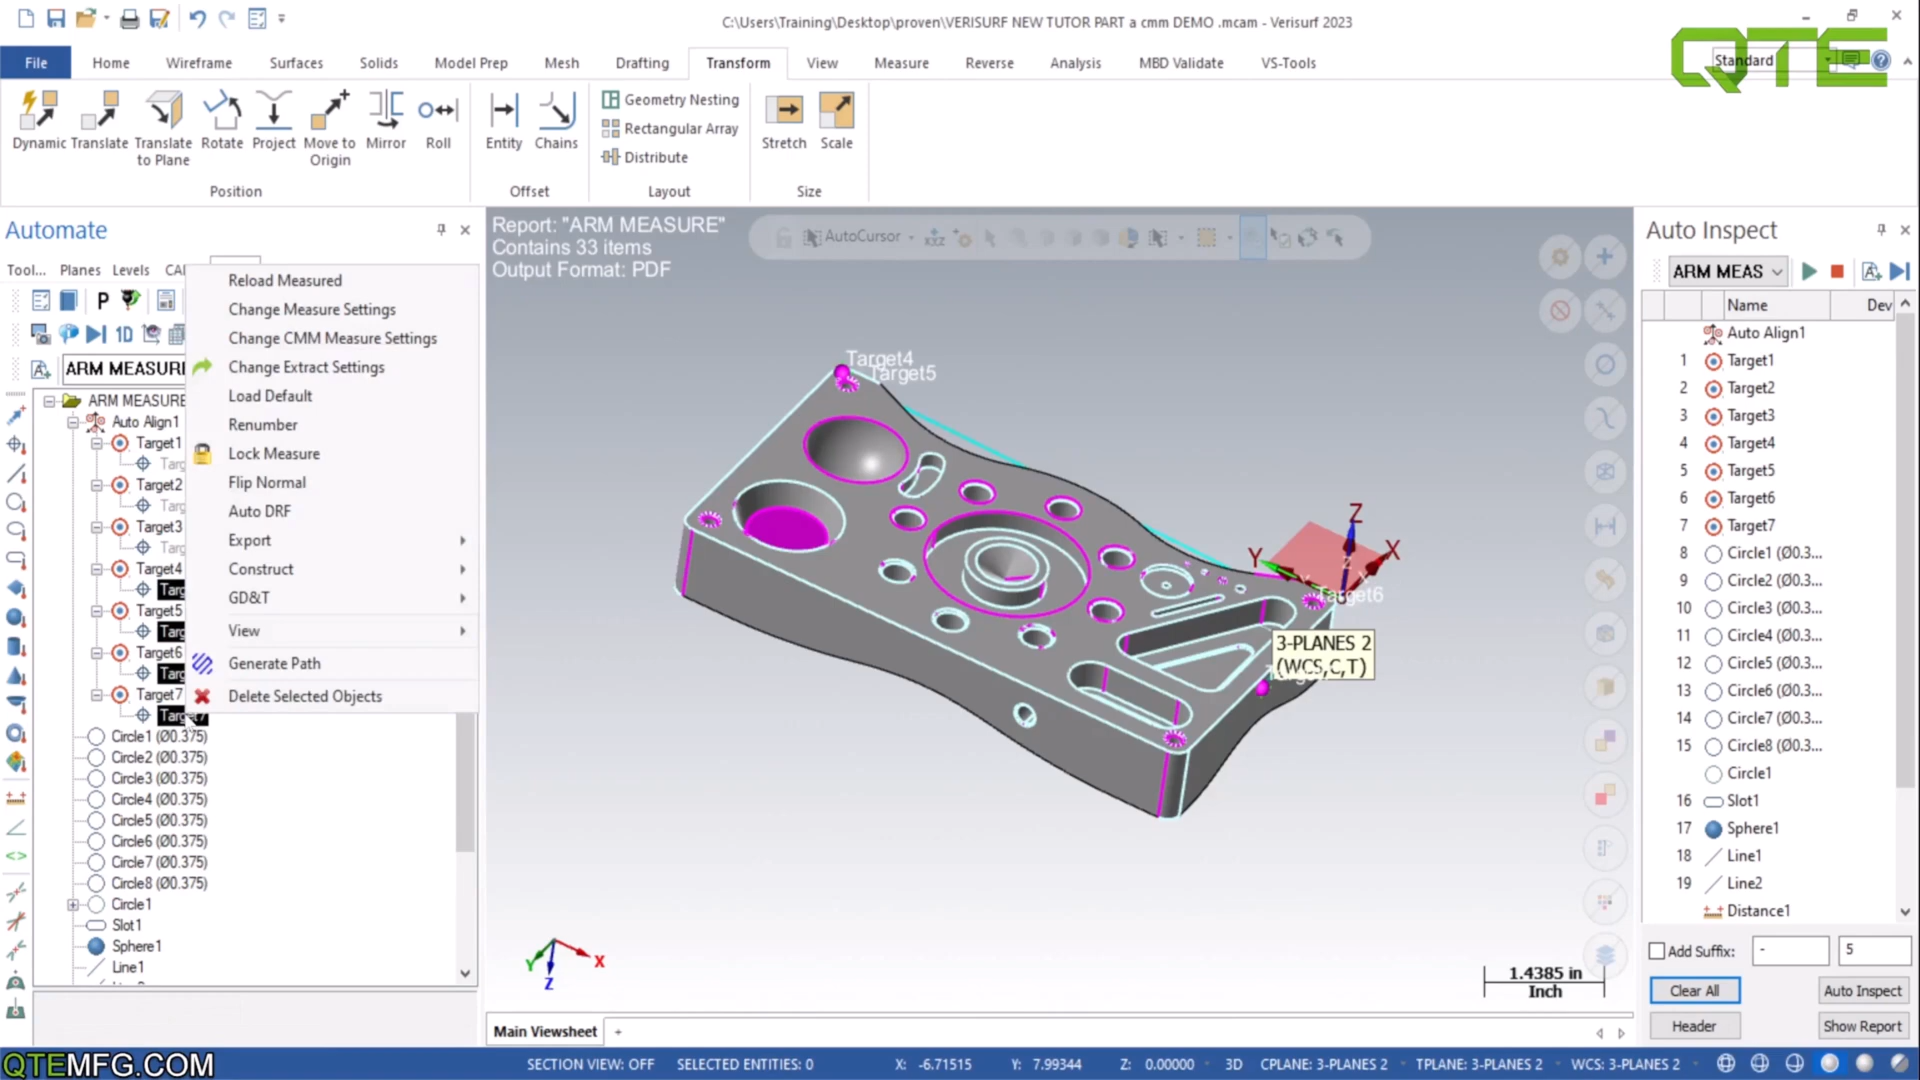 C:\Users\Training\Desktop\proven\VERISURF NEW TUTOR PART a cmm DEMO .mcam - Verisurf 2023
File
Home
Wireframe
Surfaces
Solids
Model Prep
Mesh
Drafting
Transform
View
Measure
Reverse
Analysis
MBD Validate
VS-Tools
Standard
QTE
Dynamic
Translate
Translate to Plane
Rotate
Project
Move to Origin
Mirror
Roll
Position
Entity
Chains
Offset
Geometry Nesting
Rectangular Array
Distribute
Layout
Stretch
Scale
Size
Automate
Tool...
Planes
Levels
P
1D
ARM MEASURE
ARM MEASURE
Auto Align1
Target1
Targ
Target2
Targ
Target3
Targ
Target4
Targ
Target5
Targ
Target6
Targ
Target7
Target7
Circle1 (Ø0.375)
Circle2 (Ø0.375)
Circle3 (Ø0.375)
Circle4 (Ø0.375)
Circle5 (Ø0.375)
Circle6 (Ø0.375)
Circle7 (Ø0.375)
Circle8 (Ø0.375)
Circle1
Slot1
Sphere1
Line1
Reload Measured
Change Measure Settings
Change CMM Measure Settings
Change Extract Settings
Load Default
Renumber
Lock Measure
Flip Normal
Auto DRF
Export
Construct
GD&T
View
Generate Path
Delete Selected Objects
Report: "ARM MEASURE"
Contains 33 items
Output Format: PDF
AutoCursor
XYZ
Target4
Target5
Z
Y
X
Target6
3-PLANES 2
(WCS,C,T)
Y
X
Z
1.4385 in
Inch
Main Viewsheet
+
Auto Inspect
ARM MEAS
Name
Dev
Auto Align1
1 Target1
2 Target2
3 Target3
4 Target4
5 Target5
6 Target6
7 Target7
8 Circle1 (Ø0.3...
9 Circle2 (Ø0.3...
10 Circle3 (Ø0.3...
11 Circle4 (Ø0.3...
12 Circle5 (Ø0.3...
13 Circle6 (Ø0.3...
14 Circle7 (Ø0.3...
15 Circle8 (Ø0.3...
Circle1
16 Slot1
17 Sphere1
18 Line1
19 Line2
Distance1
Add Suffix:
-
5
Clear All
Auto Inspect
Header
Show Report
QTEMFG.COM
SECTION VIEW: OFF
SELECTED ENTITIES: 0
X: -6.71515
Y: 7.99344
Z: 0.00000
3D
CPLANE: 3-PLANES 2
TPLANE: 3-PLANES 2
WCS: 3-PLANES 2